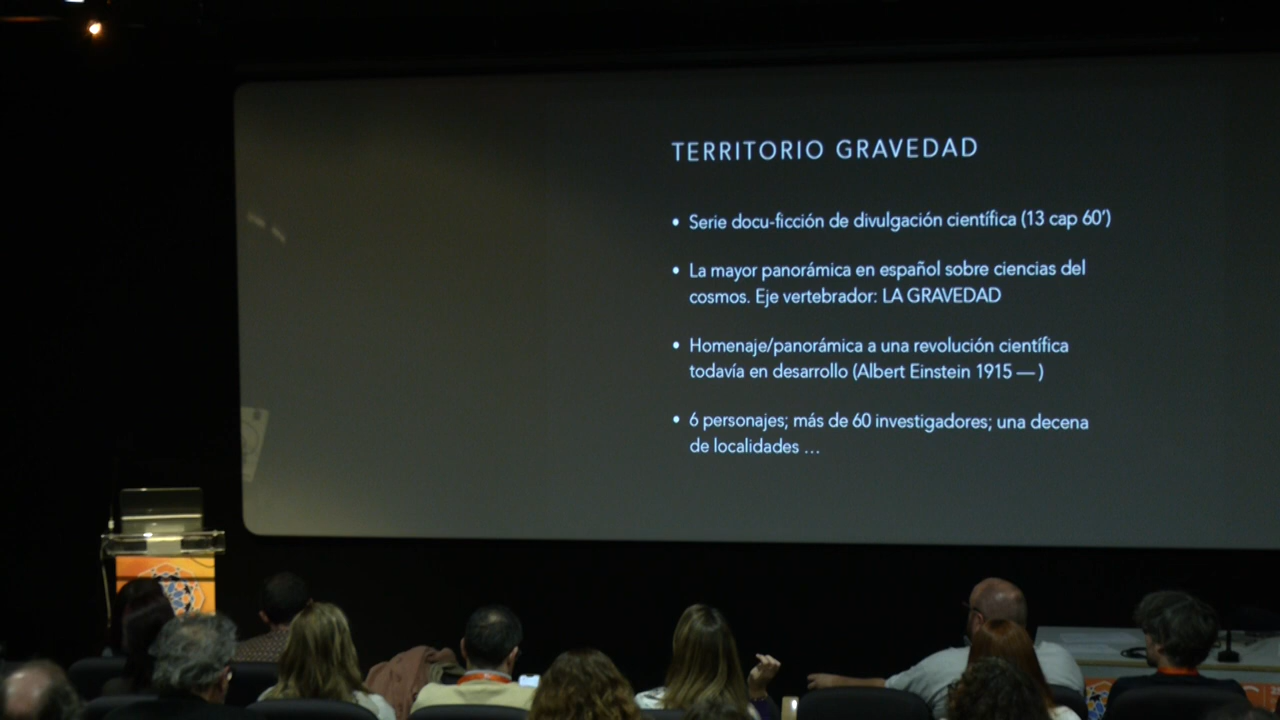 TERRITORIO GRAVEDAD
• Serie docu-ficción de divulgación científica (13 cap 60')
• La mayor panorámica en español sobre ciencias del
cosmos. Eje vertebrador: LA GRAVEDAD
• Homenaje/panorámica a una revolución científica
todavía en desarrollo (Albert Einstein 1915 — )
• 6 personajes; más de 60 investigadores; una decena
de localidades ...